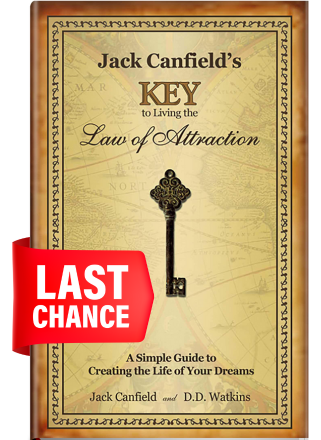 Jack Canfield's
KEY
to Living the
Law of Attraction
LAST
CHANCE
A Simple Guide to
Creating the Life of Your Dreams
Jack Canfield and D.D. Watkins